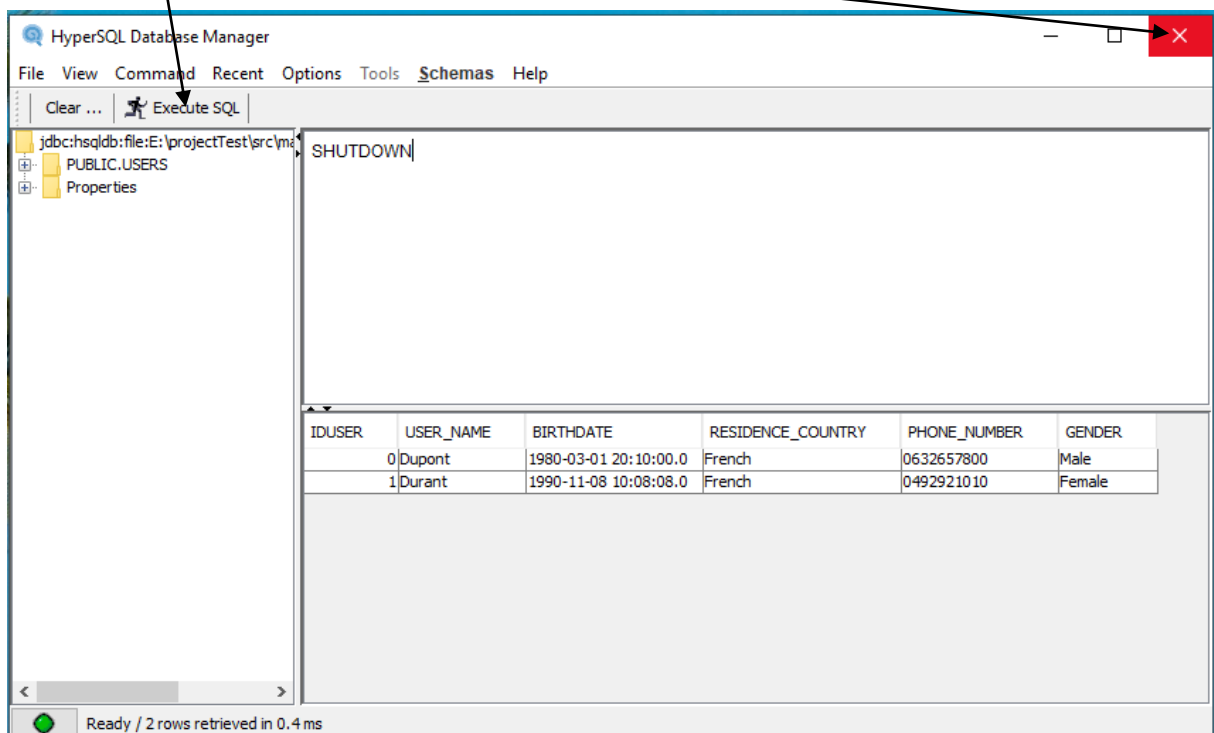 HyperSQL Database Manager
File View Command Recent Options Tools Schemas Help
Clear ... Execute SQL
jdbc:hsqldb:file:E:\projectTest\src\ma
PUBLIC.USERS
Properties
SHUTDOWN
IDUSER USER_NAME BIRTHDATE RESIDENCE_COUNTRY PHONE_NUMBER GENDER
0 Dupont 1980-03-01 20:10:00.0 French 0632657800 Male
1 Durant 1990-11-08 10:08:08.0 French 0492921010 Female
Ready / 2 rows retrieved in 0.4 ms